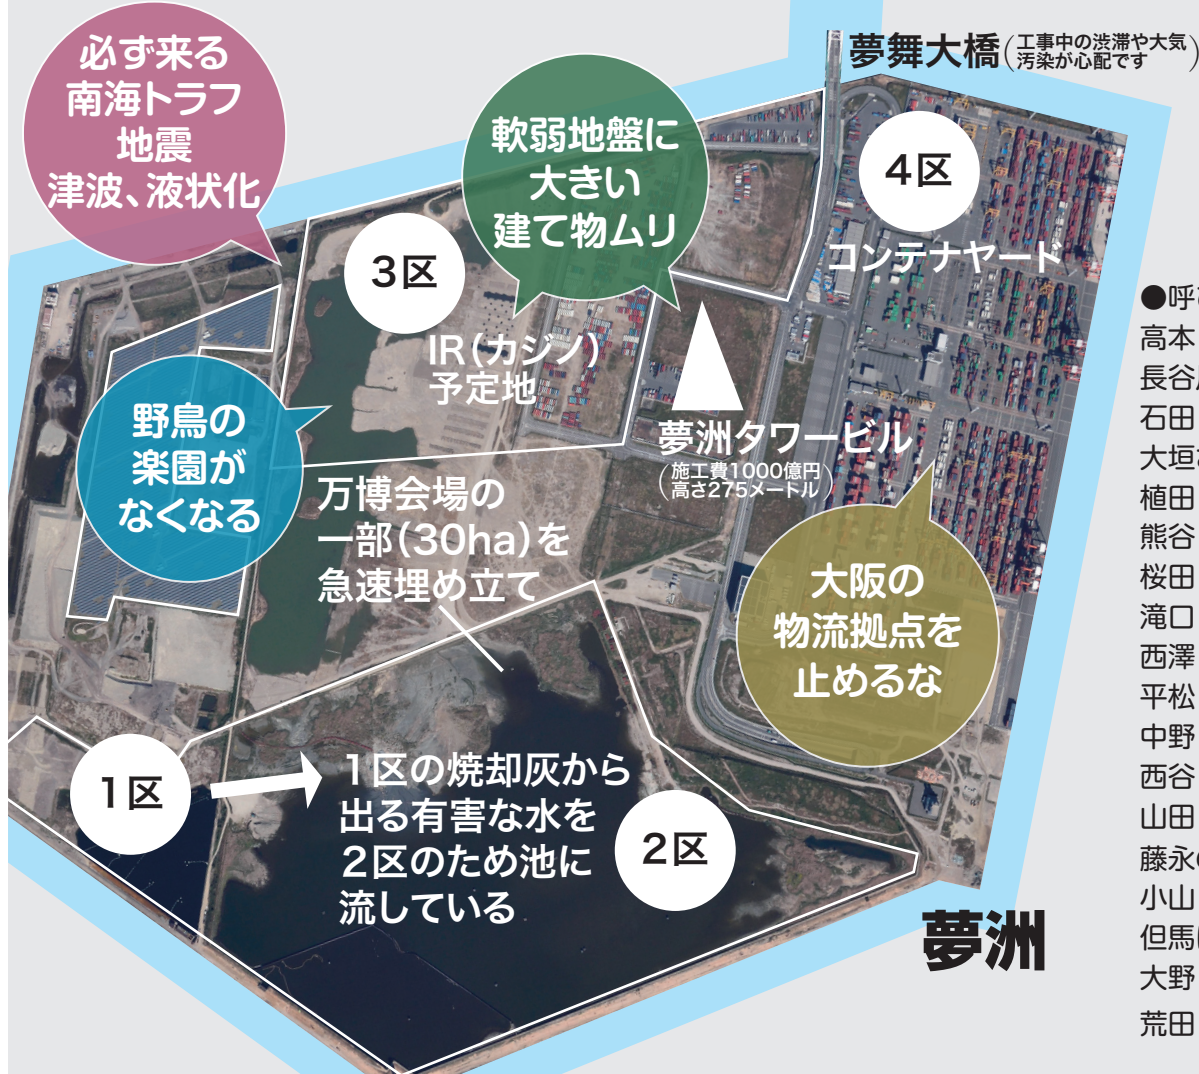 必ず来る
南海トラフ
地震
津波、液状化
夢舞大橋(工事中の渋滞や大気
汚染が心配です)
軟弱地盤に
大きい
建て物ムリ
4区
コンテナヤード
3区
IR(カジノ)
予定地
野鳥の
楽園が
なくなる
夢洲タワービル
(施工費1000億円
高さ275メートル)
万博会場の
一部(30ha)を
急速埋め立て
大阪の
物流拠点を
止めるな
1区
1区の焼却灰から
出る有害な水を
2区のため池に
流している
2区
夢洲
●呼
高本
長谷
石田
大垣
植田
熊谷
桜田
滝口
西澤
平松
中野
西谷
山田
藤永
小山
但馬
大野
荒田